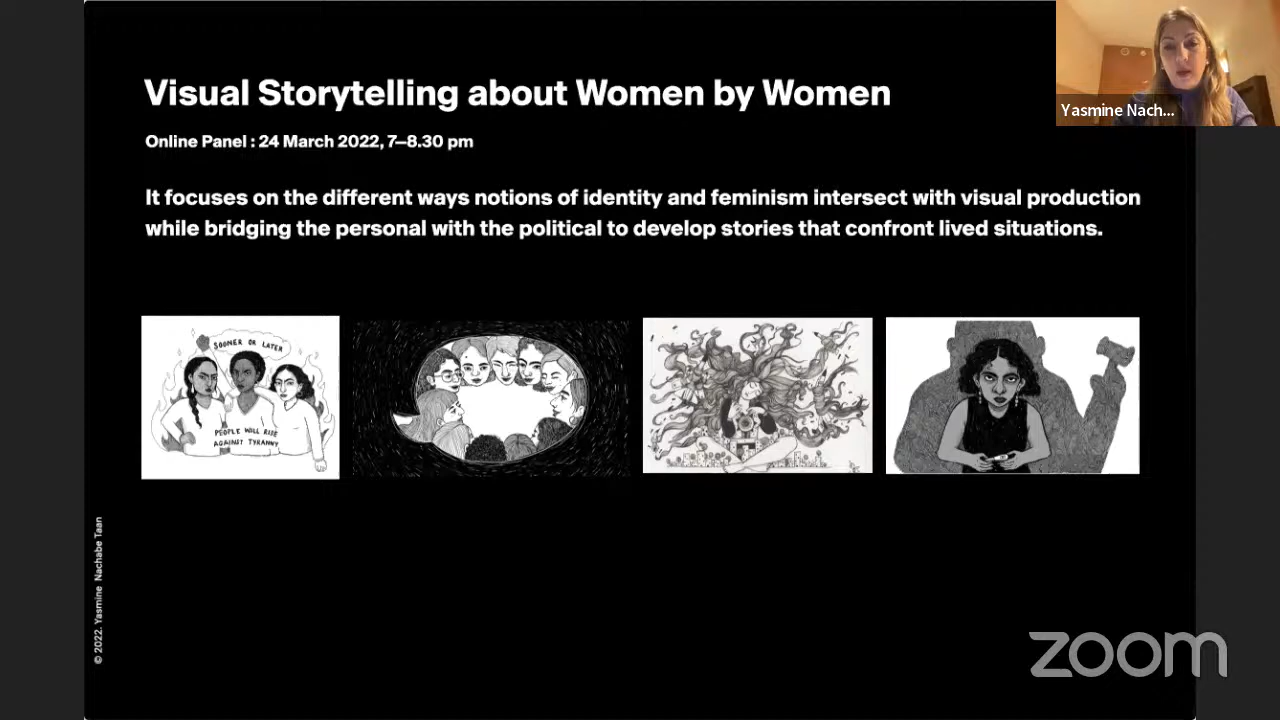 Visual Storytelling about Women by Women
Yasmine Nach...
Online Panel : 24 March 2022, 7–8.30 pm
It focuses on the different ways notions of identity and feminism intersect with visual production
while bridging the personal with the political to develop stories that confront lived situations.
SOONER OR LATER
PEOPLE WILL RISE
AGAINST TYRANNY
© 2022. Yasmine Nachabe Taan
zoom